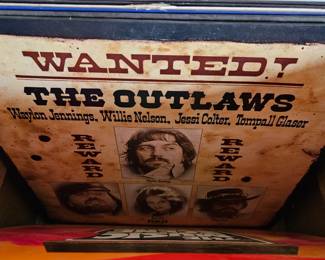 WANTED!
THE OUTLAWS
Waylon Jennings, Willie Nelson, Jessi Colter, Tompall Glaser
REWARD
REWARD